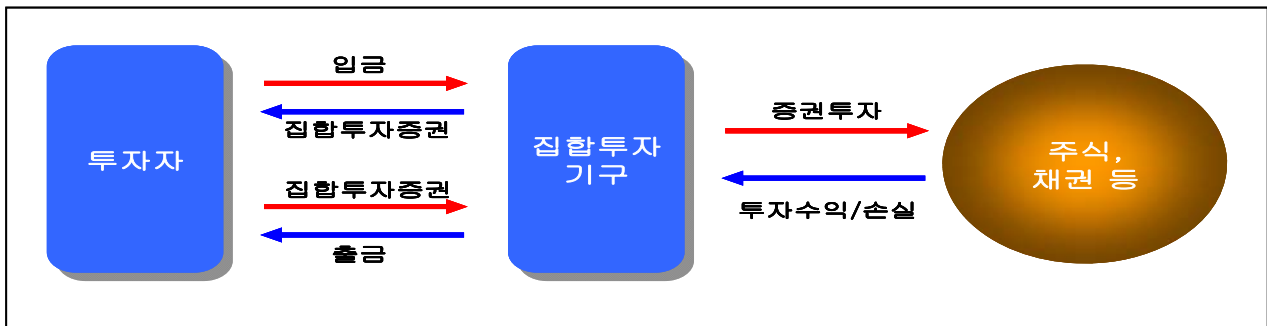 투자자
입금
집합투자증권
집합투자증권
출금
집합투자
기구
증권투자
투자수익/손실
주식,
채권 등